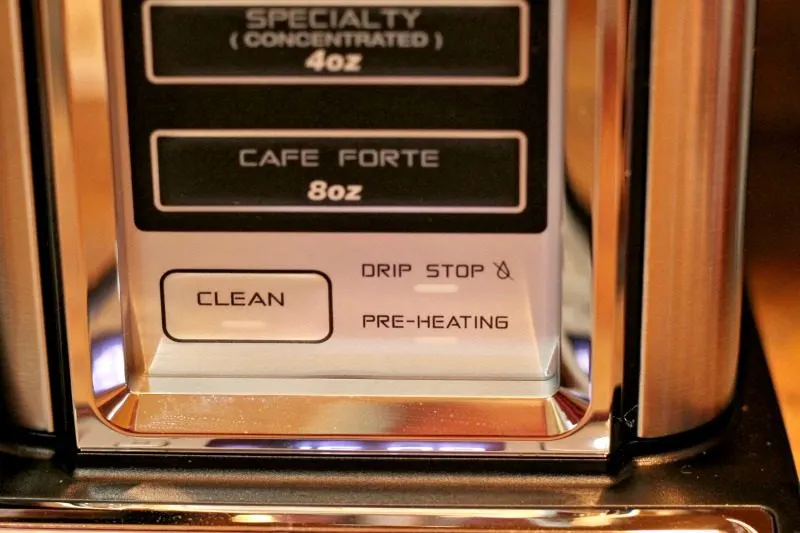 SPECIALTY
( CONCENTRATED )
4oz
CAFE FORTE
8oz
CLEAN
DRIP STOP
PRE-HEATING